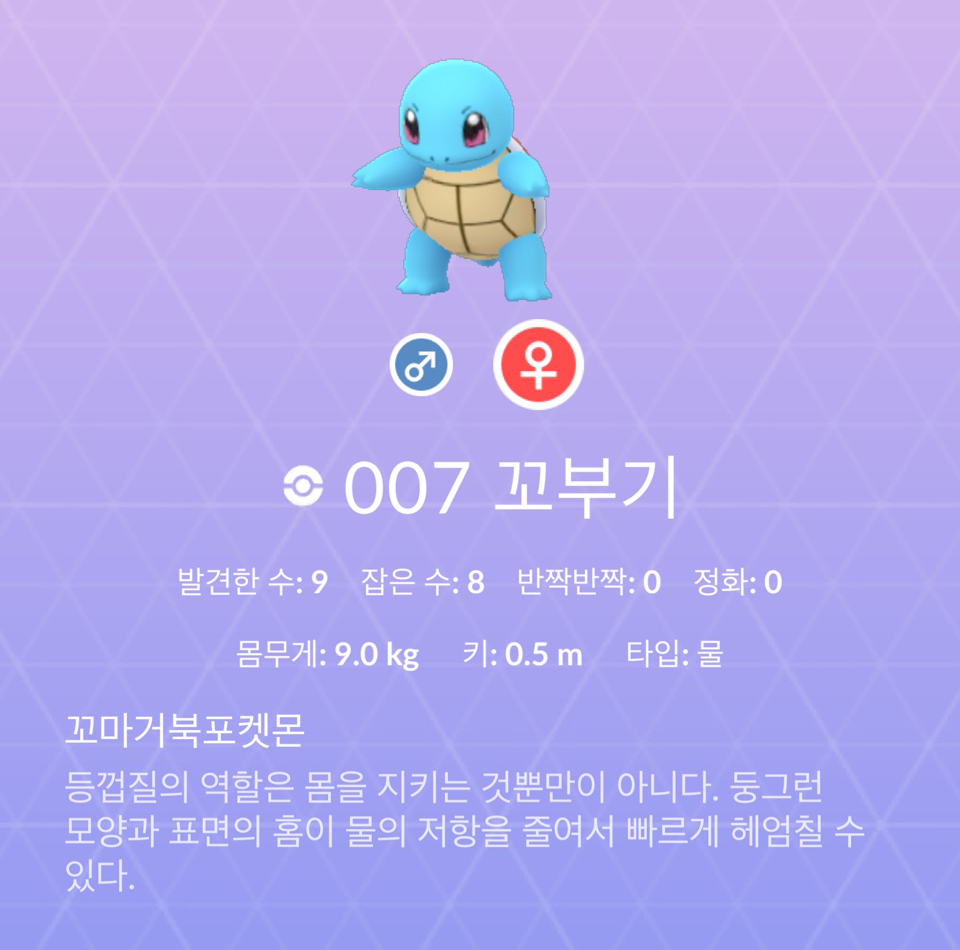 007 꼬부기
발견한 수: 9 잡은 수: 8 반짝반짝: 0 정화: 0
몸무게: 9.0 kg 키: 0.5 m 타입: 물
꼬마거북포켓몬
등껍질의 역할은 몸을 지키는 것뿐만이 아니다. 둥그런
모양과 표면의 홈이 물의 저항을 줄여서 빠르게 헤엄칠 수
있다.